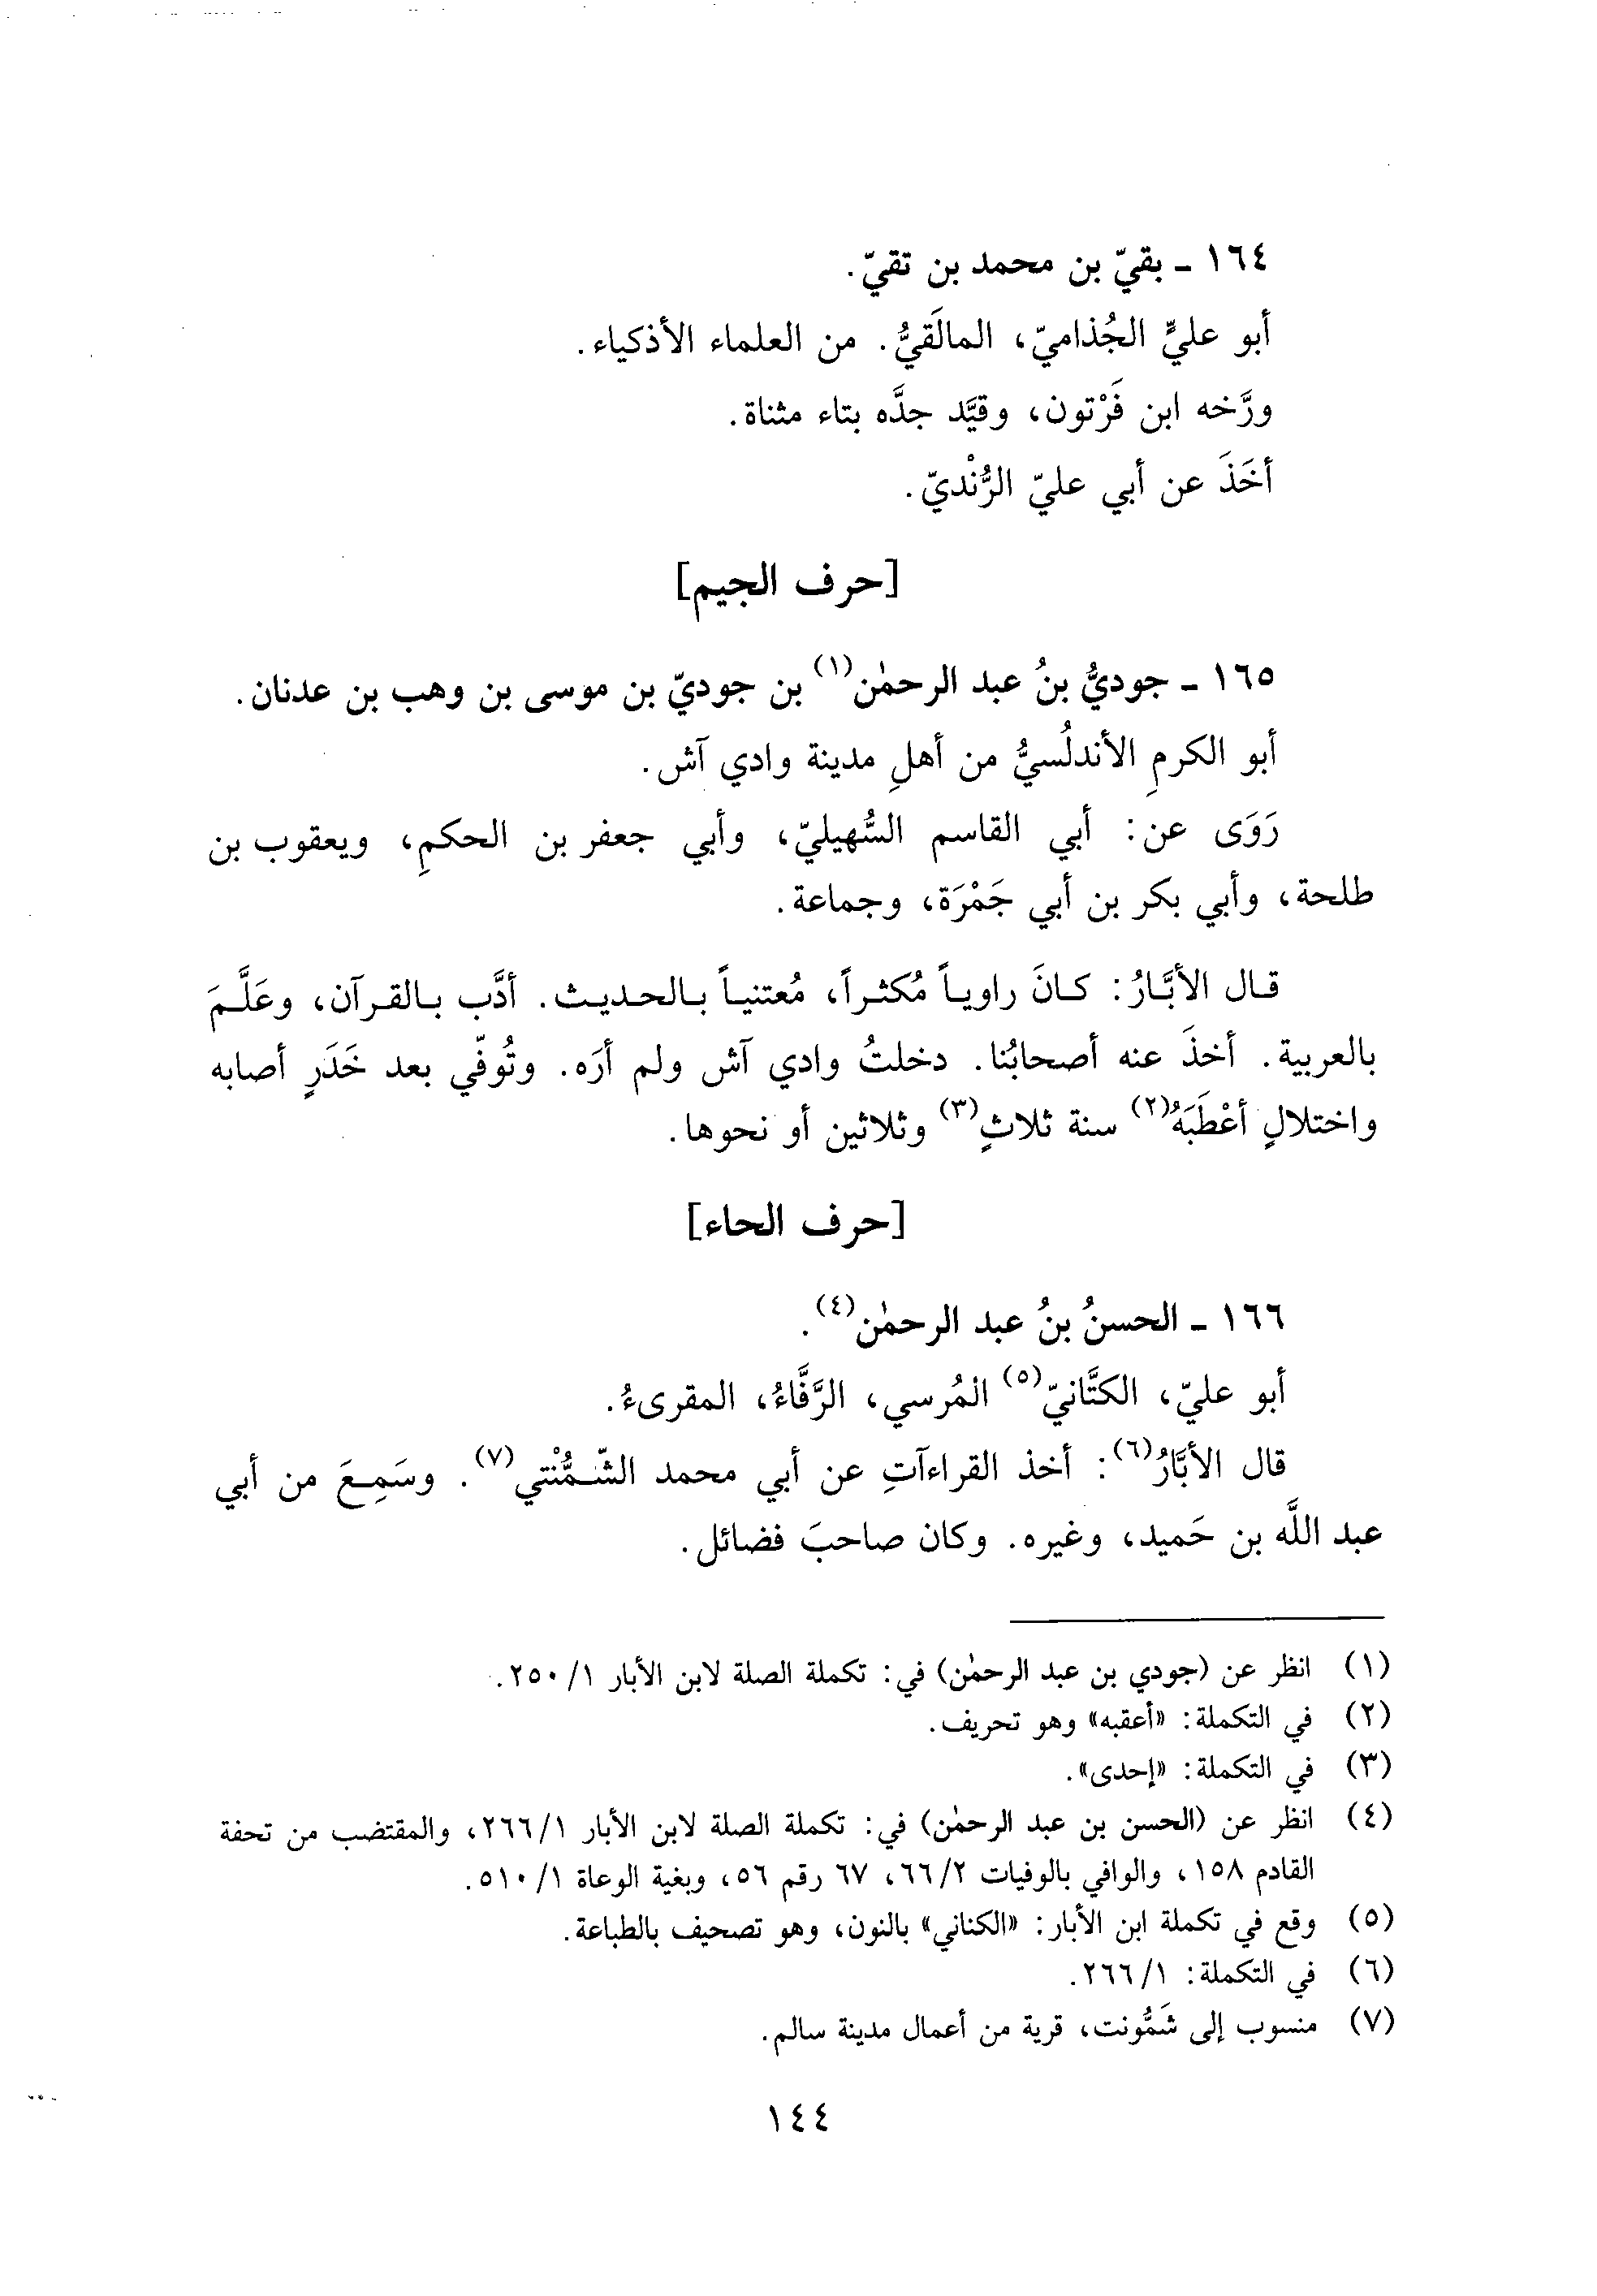 ١٦٤ ـ بقيّ بن محمد بن تقيّ.
أبو عليٍّ الجُذاميّ، المالَقيُّ. من العلماء الأذكياء.
ورَّخه ابن فَرْتون، وقيَّد جدَّه بتاء مثناة.
أخَذَ عن أبي عليّ الرُّنْديّ.
[حرف الجيم]
١٦٥ ـ جوديُّ بنُ عبد الرحمٰن(١) بن جوديّ بن موسى بن وهب بن عدنان.
أبو الكرمِ الأندلُسيُّ من أهلِ مدينة وادي آش.
رَوَى عن: أبي القاسم السُّهيليّ، وأبي جعفر بن الحكمِ، ويعقوب بن
طلحة، وأبي بكر بن أبي جَمْرَة، وجماعة.
قال الأبَّارُ: كانَ راوياً مُكثراً، مُعتنياً بالحديث. أدَّب بالقرآن، وعَلَّمَ
بالعربية. أخذَ عنه أصحابُنا. دخلتُ وادي آش ولم أرَه. وتُوفّي بعد خَدَرٍ أصابه
واختلالٍ أعْطَبَهُ(٢) سنة ثلاثٍ(٣) وثلاثين أو نحوها.
[حرف الحاء]
١٦٦ ـ الحسنُ بنُ عبد الرحمٰن(٤).
أبو عليّ، الكتَّانيّ(٥) المُرسي، الرَّفَّاءُ، المقرىءُ.
قال الأبَّارُ(٦): أخذ القراءآتِ عن أبي محمد الشّمُّنْتي(٧). وسَمِعَ من أبي
عبد اللَّه بن حَميد، وغيره. وكان صاحبَ فضائل.
(١) انظر عن (جودي بن عبد الرحمٰن) في: تكملة الصلة لابن الأبار ١/ ٢٥٠.
(٢) في التكملة: «أعقبه» وهو تحريف.
(٣) في التكملة: «إحدى».
(٤) انظر عن (الحسن بن عبد الرحمٰن) في: تكملة الصلة لابن الأبار ١/ ٢٦٦، والمقتضب من تحفة
القادم ١٥٨، والوافي بالوفيات ٢/ ٦٦، ٦٧ رقم ٥٦، وبغية الوعاة ١/ ٥١٠.
(٥) وقع في تكملة ابن الأبار: «الكناني» بالنون، وهو تصحيف بالطباعة.
(٦) في التكملة: ١/ ٢٦٦.
(٧) منسوب إلى شَمُّونت، قرية من أعمال مدينة سالم.
١٤٤